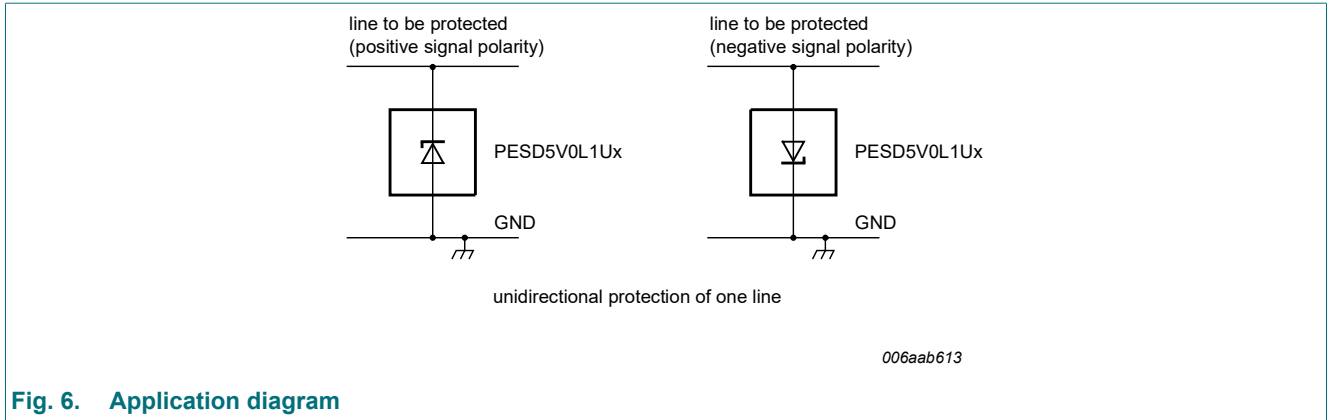 line to be protected
(positive signal polarity)
line to be protected
(negative signal polarity)
PESD5V0L1Ux
PESD5V0L1Ux
GND
GND
unidirectional protection of one line
006aab613
Fig. 6. Application diagram